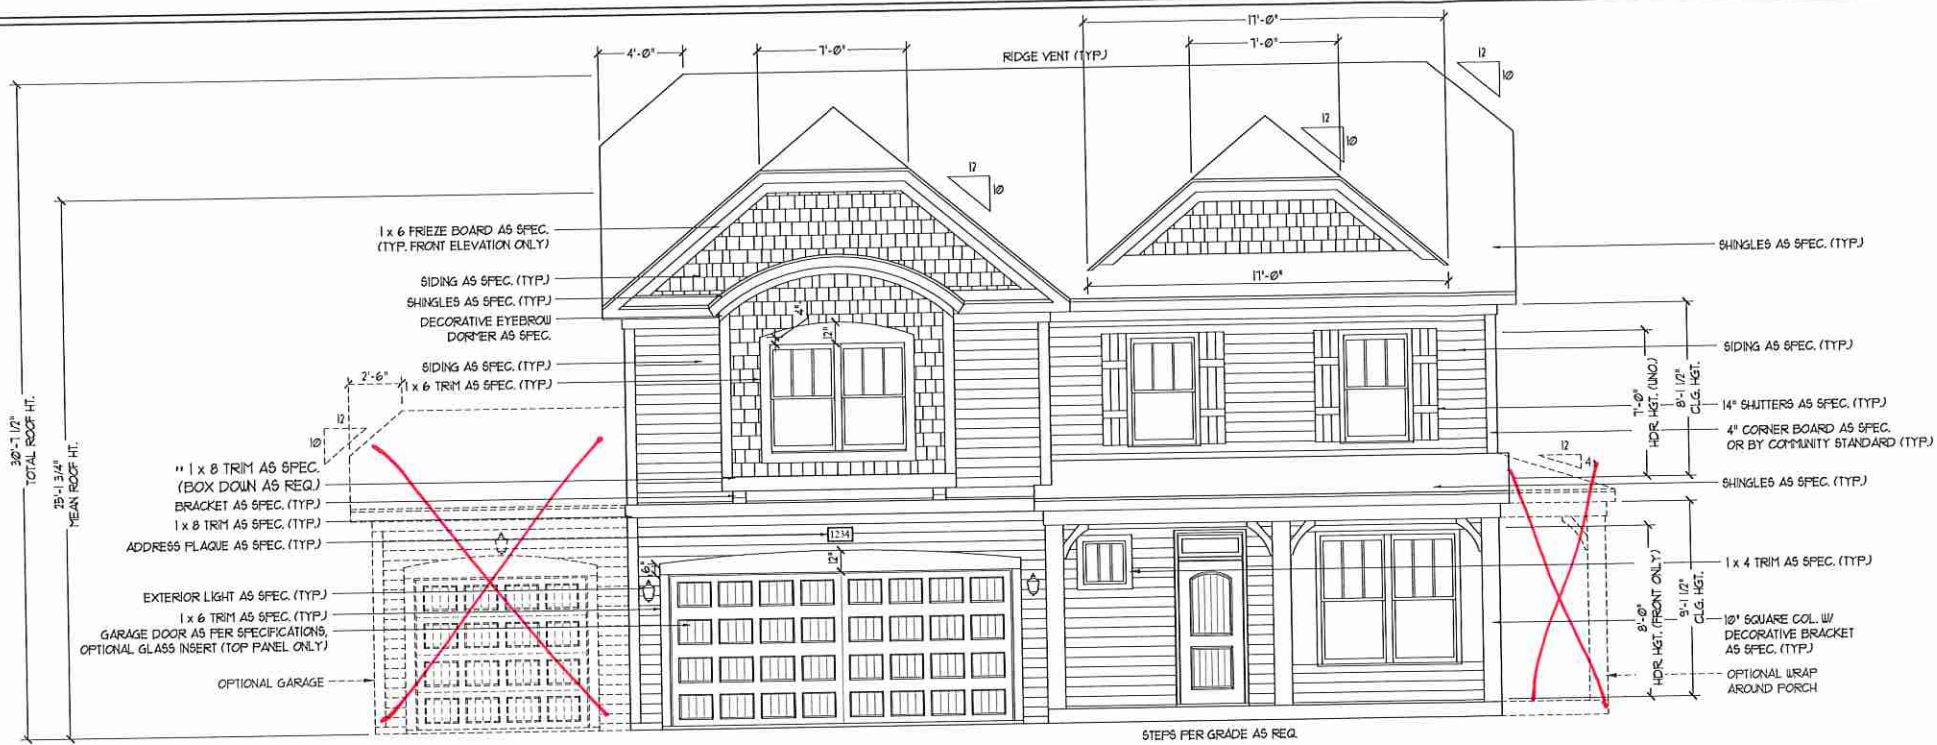 17'-0"
4'-0"
7'-0"
7'-0"
RIDGE VENT (TYP.)
12
10
12
10
12
10
30'-7 1/2"
TOTAL ROOF HT.
25'-1 3/4"
MEAN ROOF HT.
1 x 6 FRIEZE BOARD AS SPEC.
(TYP. FRONT ELEVATION ONLY)
SIDING AS SPEC. (TYP.)
SHINGLES AS SPEC. (TYP.)
DECORATIVE EYEBROW
DORMER AS SPEC.
SIDING AS SPEC. (TYP.)
1 x 6 TRIM AS SPEC. (TYP.)
2'-6"
12
10
" 1 x 8 TRIM AS SPEC.
(BOX DOWN AS REQ.)
BRACKET AS SPEC. (TYP.)
1 x 8 TRIM AS SPEC. (TYP.)
ADDRESS PLAQUE AS SPEC. (TYP.)
EXTERIOR LIGHT AS SPEC. (TYP.)
1 x 6 TRIM AS SPEC. (TYP.)
GARAGE DOOR AS PER SPECIFICATIONS,
OPTIONAL GLASS INSERT (TOP PANEL ONLY)
OPTIONAL GARAGE
4"
12"
1234
6"
12"
17'-0"
SHINGLES AS SPEC. (TYP.)
SIDING AS SPEC. (TYP.)
7'-0"
HDR. HGT. (UNO.)
8'-1 1/2"
CLG. HGT.
14" SHUTTERS AS SPEC. (TYP.)
4" CORNER BOARD AS SPEC.
OR BY COMMUNITY STANDARD (TYP.)
12
4
SHINGLES AS SPEC. (TYP.)
1 x 4 TRIM AS SPEC. (TYP.)
8'-0"
HDR. HGT. (FRONT ONLY)
9'-1 1/2"
CLG. HGT.
10" SQUARE COL. W/
DECORATIVE BRACKET
AS SPEC. (TYP.)
OPTIONAL WRAP
AROUND PORCH
STEPS PER GRADE AS REQ.